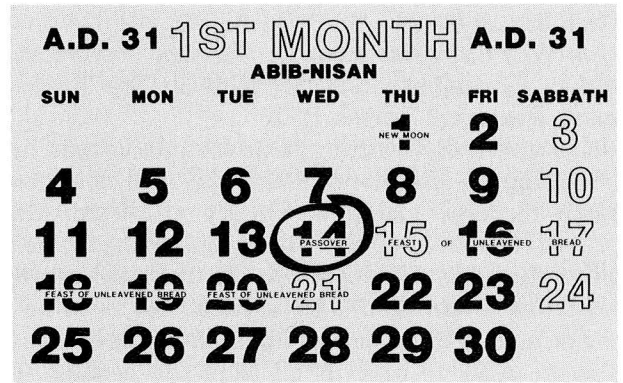 A.D. 31 1ST MONTH A.D. 31
ABIB-NISAN
SUN MON TUE WED THU FRI SABBATH
1 2 3
NEW MOON
4 5 6 7 8 9 10
11 12 13 14 15 16 17
PASSOVER FEAST OF UNLEAVENED BREAD
18 19 20 21 22 23 24
FEAST OF UNLEAVENED BREAD FEAST OF UNLEAVENED BREAD
25 26 27 28 29 30